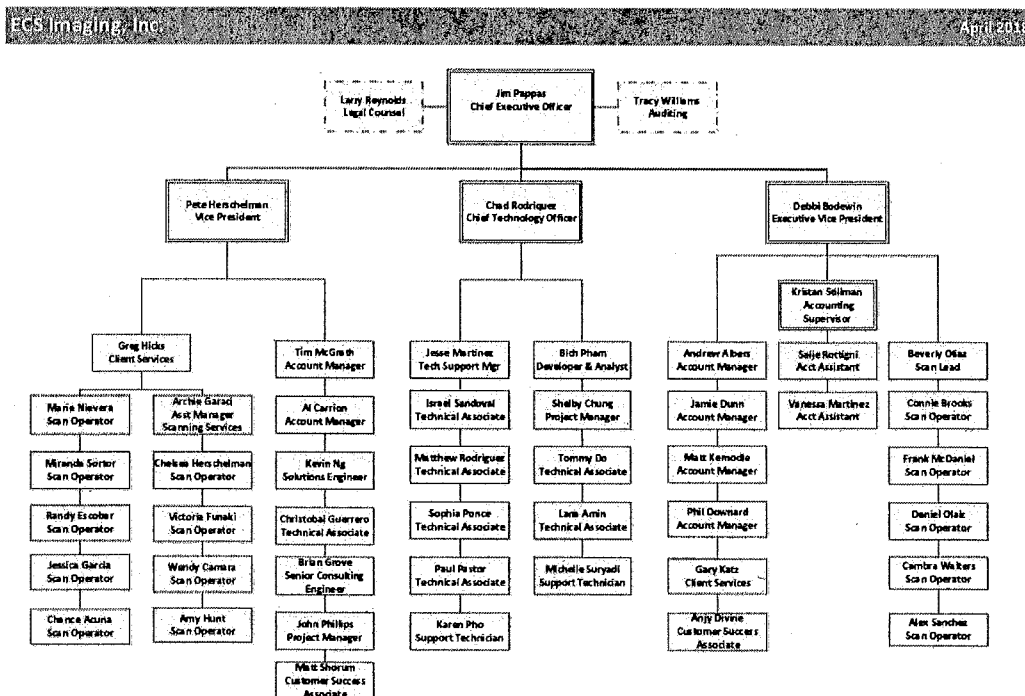 ECS Imaging, Inc.
April 201
Jim Pappas
Chief Executive Officer
Larry Reynolds
Legal Counsel
Tracy Williams
Auditing
Pete Herschelman
Vice President
Chad Rodriquez
Chief Technology Officer
Debbi Bodewin
Executive Vice President
Kristan Stillman
Accounting
Supervisor
Greg Hicks
Client Services
Tim McGrath
Account Manager
Jesse Martinez
Tech Support Mgr
Bich Pham
Developer & Analyst
Andrew Albers
Account Manager
Salje Rottigni
Acct Assistant
Beverly
Scan Lead
Maria Nievera
Scan Operator
Archie Garaci
Asst Manager
Scanning Services
Al Carrion
Account Manager
Israel Sandoval
Technical Associate
Shelby Chung
Project Manager
Jamie Dunn
Account Manager
Vanessa Martinez
Acct Assistant
Connie Brooks
Scan Operator
Miranda Sortor
Scan Operator
Chelsea Herschelman
Scan Operator
Kevin Ng
Solutions Engineer
Matthew Rodriguez
Technical Associate
Tommy Do
Technical Associate
Matt Kemodle
Account Manager
Frank McDaniel
Scan Operator
Randy Escobar
Scan Operator
Victoria Funaki
Scan Operator
Christobal Guerrero
Technical Associate
Sophia Ponce
Technical Associate
Lana Amin
Technical Associate
Phil Downard
Account Manager
Daniel Olaiz
Scan Operator
Jessica Garcia
Scan Operator
Wendy Camara
Scan Operator
Brian Grove
Senior Consulting
Engineer
Paul Pastor
Technical Associate
Michelle Suryadi
Support Technician
Gary Katz
Client Services
Cambra Walters
Scan Operator
Chance Acuna
Scan Operator
Amy Hunt
Scan Operator
John Phillips
Project Manager
Karen Pho
Support Technician
Anjy Divine
Customer Success
Associate
Alex Sanchez
Scan Operator
Matt Shorum
Customer Success
Associate